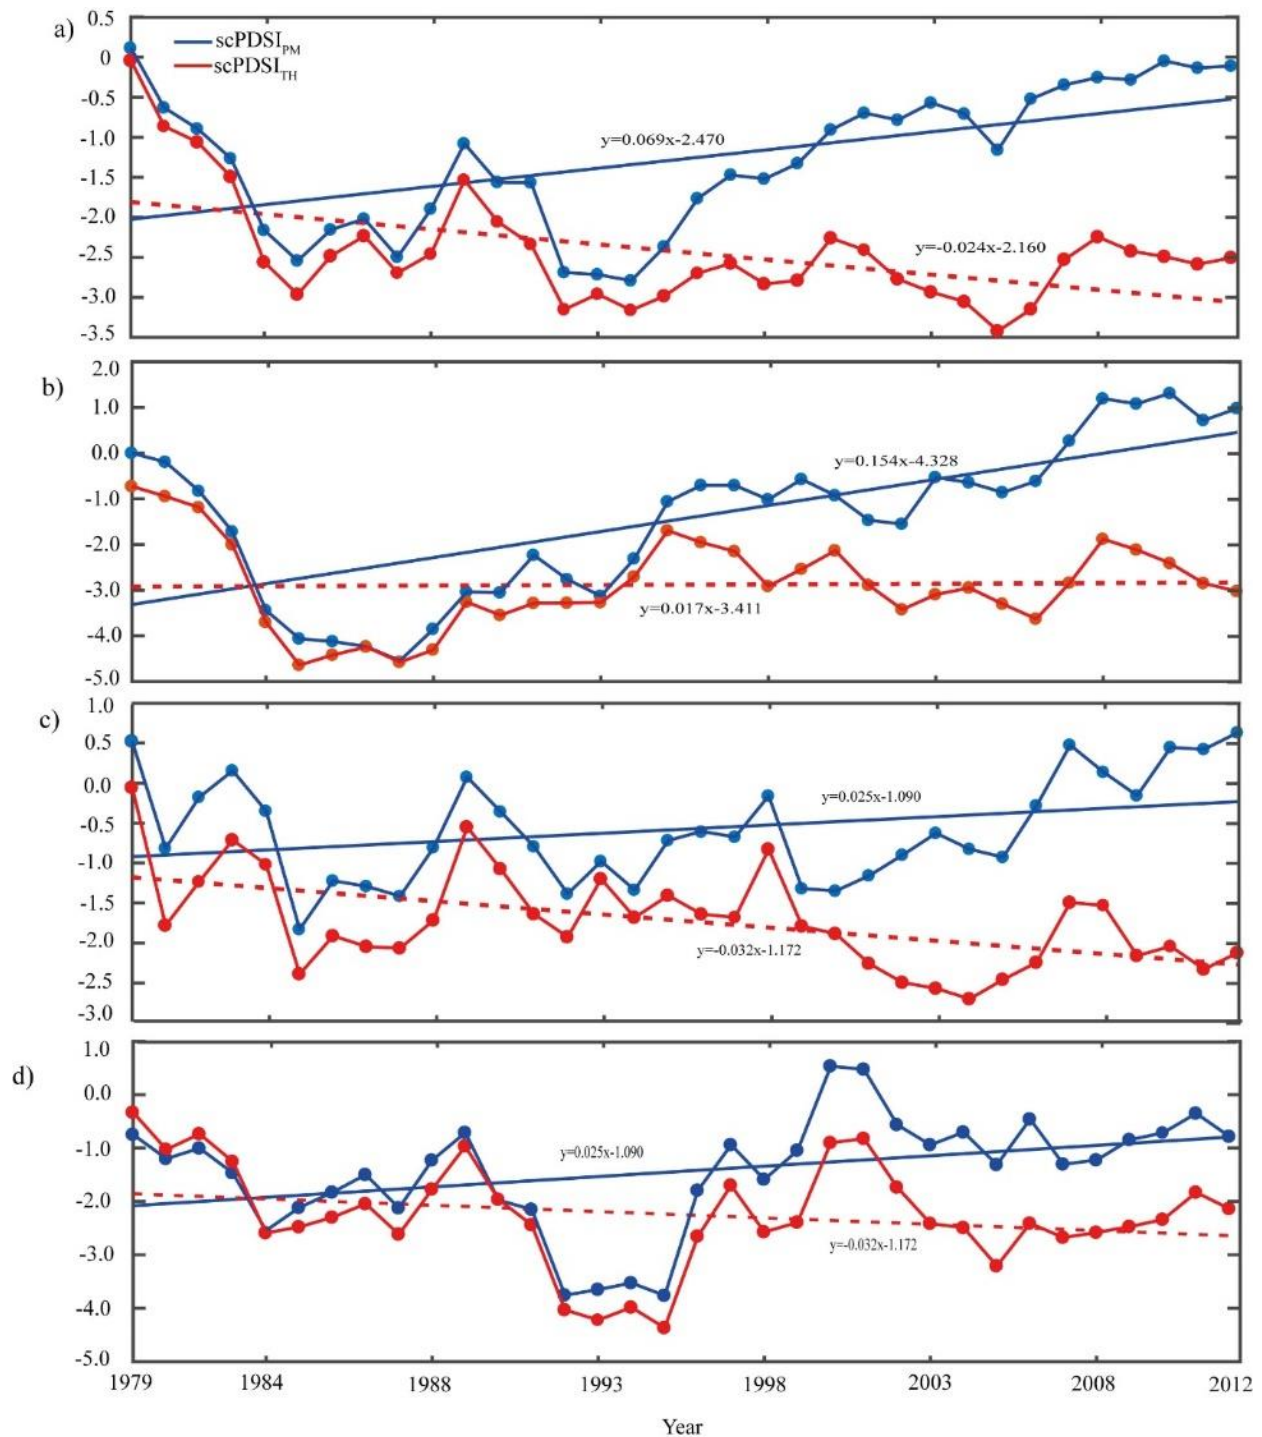 a)
0.5
0
-0.5
-1.0
-1.5
-2.0
-2.5
-3.0
-3.5
scPDSI_PM
scPDSI_TH
y=0.069x-2.470
y=-0.024x-2.160
b)
2.0
1.0
0.0
-1.0
-2.0
-3.0
-4.0
-5.0
y=0.154x-4.328
y=0.017x-3.411
c)
1.0
0.5
0.0
-0.5
-1.0
-1.5
-2.0
-2.5
-3.0
y=0.025x-1.090
y=-0.032x-1.172
d)
1.0
0.0
-1.0
-2.0
-3.0
-4.0
-5.0
y=0.025x-1.090
y=-0.032x-1.172
1979 1984 1988 1993 1998 2003 2008 2012
Year